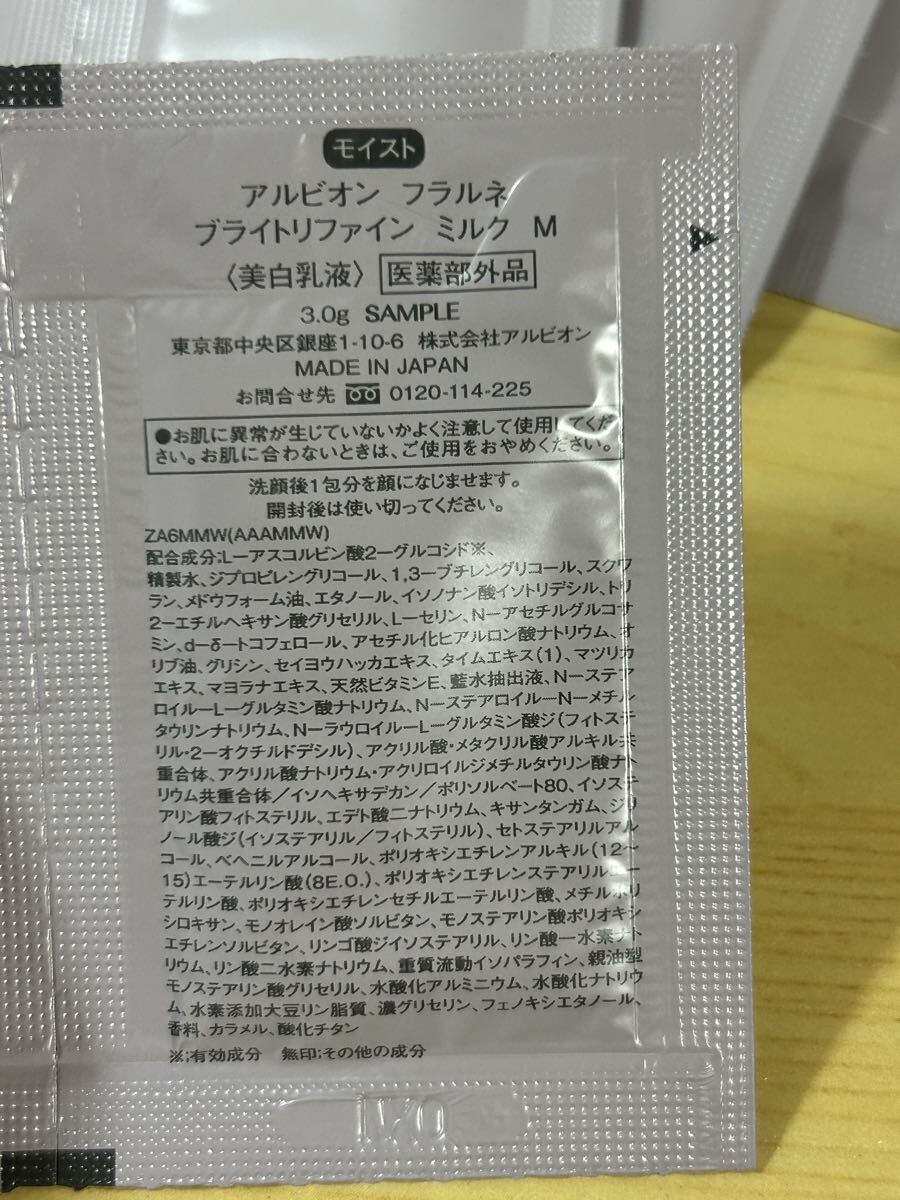 モイスト
アルビオン フラルネ
ブライトリファイン ミルク M
〈美白乳液〉 医薬部外品
3.0g SAMPLE
東京都中央区銀座1-10-6 株式会社アルビオン
MADE IN JAPAN
お問合せ先 0120-114-225
●お肌に異常が生じていないかよく注意して使用してくだ
さい。お肌に合わないときは、ご使用をおやめください。
洗顔後1包分を顔になじませます。
開封後は使い切ってください。
ZA6MMW(AAAMMW)
配合成分:L-アスコルビン酸2-グルコシド※、
精製水、ジプロピレングリコール、1,3-ブチレングリコール、スクワ
ラン、メドウフォーム油、エタノール、イソノナン酸イソトリデシル、トリ
2-エチルヘキサン酸グリセリル、L-セリン、N-アセチルグルコサ
ミン、d-δ-トコフェロール、アセチル化ヒアルロン酸ナトリウム、オ
リブ油、グリシン、セイヨウハッカエキス、タイムエキス(1)、マツリカ
エキス、マヨラナエキス、天然ビタミンE、藍水抽出液、N-ステア
ロイル-L-グルタミン酸ナトリウム、N-ステアロイル-N-メチル
タウリンナトリウム、N-ラウロイル-L-グルタミン酸ジ(フィトステ
リル・2-オクチルドデシル)、アクリル酸・メタクリル酸アルキル共
重合体、アクリル酸ナトリウム・アクリロイルジメチルタウリン酸ナト
リウム共重合体/イソヘキサデカン/ポリソルベート80、イソステ
アリン酸フィトステリル、エデト酸二ナトリウム、キサンタンガム、ジリ
ノール酸ジ(イソステアリル/フィトステリル)、セトステアリルアル
コール、ベヘニルアルコール、ポリオキシエチレンアルキル(12~
15)エーテルリン酸(8E.O.)、ポリオキシエチレンステアリルエー
テルリン酸、ポリオキシエチレンセチルエーテルリン酸、メチルポリ
シロキサン、モノオレイン酸ソルビタン、モノステアリン酸ポリオキシ
エチレンソルビタン、リンゴ酸ジイソステアリル、リン酸一水素ナト
リウム、リン酸二水素ナトリウム、重質流動イソパラフィン、親油型
モノステアリン酸グリセリル、水酸化アルミニウム、水酸化ナトリウ
ム、水素添加大豆リン脂質、濃グリセリン、フェノキシエタノール、
香料、カラメル、酸化チタン
※;有効成分 無印;その他の成分